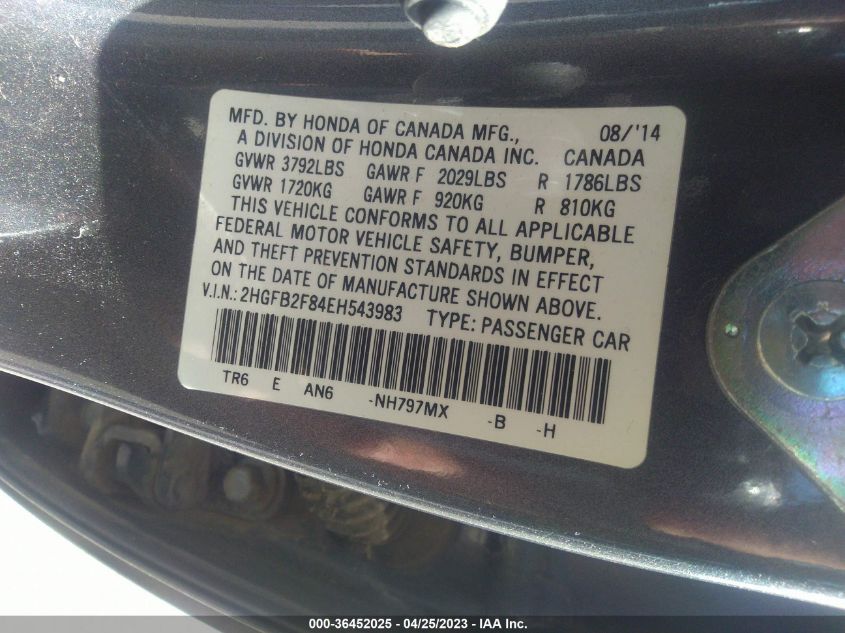 MFD. BY HONDA OF CANADA MFG., 08/'14
A DIVISION OF HONDA CANADA INC. CANADA
GVWR 3792LBS GAWR F 2029LBS R 1786LBS
GVWR 1720KG GAWR F 920KG R 810KG
THIS VEHICLE CONFORMS TO ALL APPLICABLE
FEDERAL MOTOR VEHICLE SAFETY, BUMPER,
AND THEFT PREVENTION STANDARDS IN EFFECT
ON THE DATE OF MANUFACTURE SHOWN ABOVE.
V.I.N.: 2HGFB2F84EH543983 TYPE: PASSENGER CAR
TR6 E AN6 -NH797MX -B -H
000-36452025 - 04/25/2023 - IAA Inc.